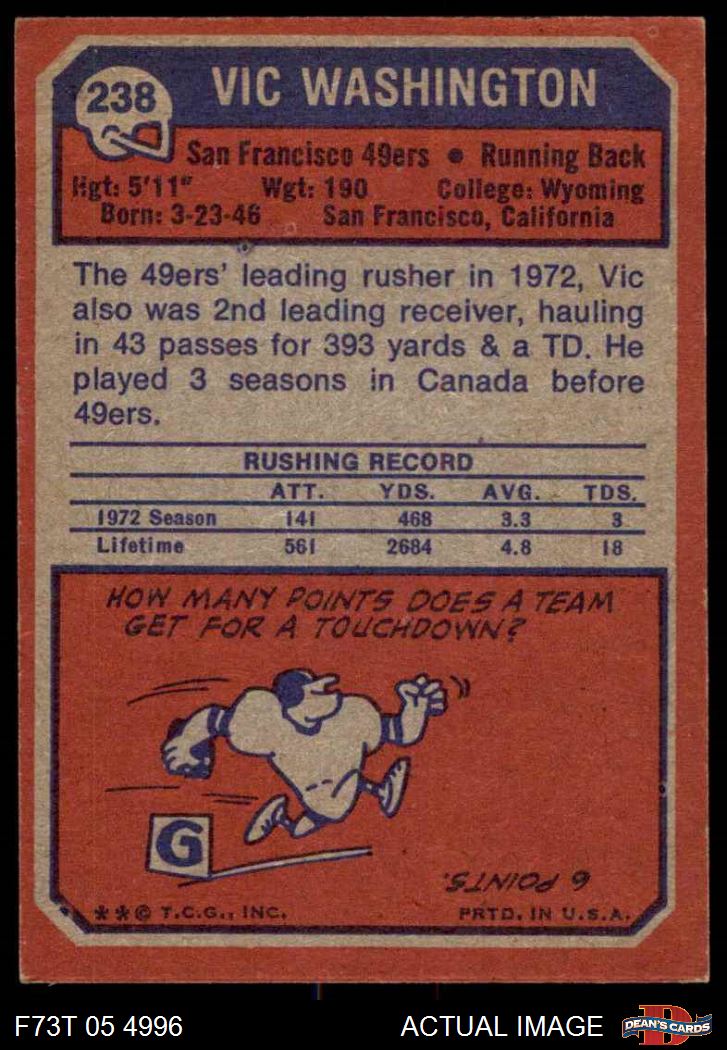 238
VIC WASHINGTON
San Francisco 49ers ● Running Back
Hgt: 5'11" Wgt: 190 College: Wyoming
Born: 3-23-46 San Francisco, California
The 49ers' leading rusher in 1972, Vic
also was 2nd leading receiver, hauling
in 43 passes for 393 yards & a TD. He
played 3 seasons in Canada before
49ers.
RUSHING RECORD
ATT. YDS. AVG. TDS.
1972 Season 141 468 3.3 3
Lifetime 561 2684 4.8 18
HOW MANY POINTS DOES A TEAM
GET FOR A TOUCHDOWN?
G
6 POINTS.
**© T.C.G., INC. PRTD. IN U.S.A.
F73T 05 4996 ACTUAL IMAGE
D
DEAN'S CARDS